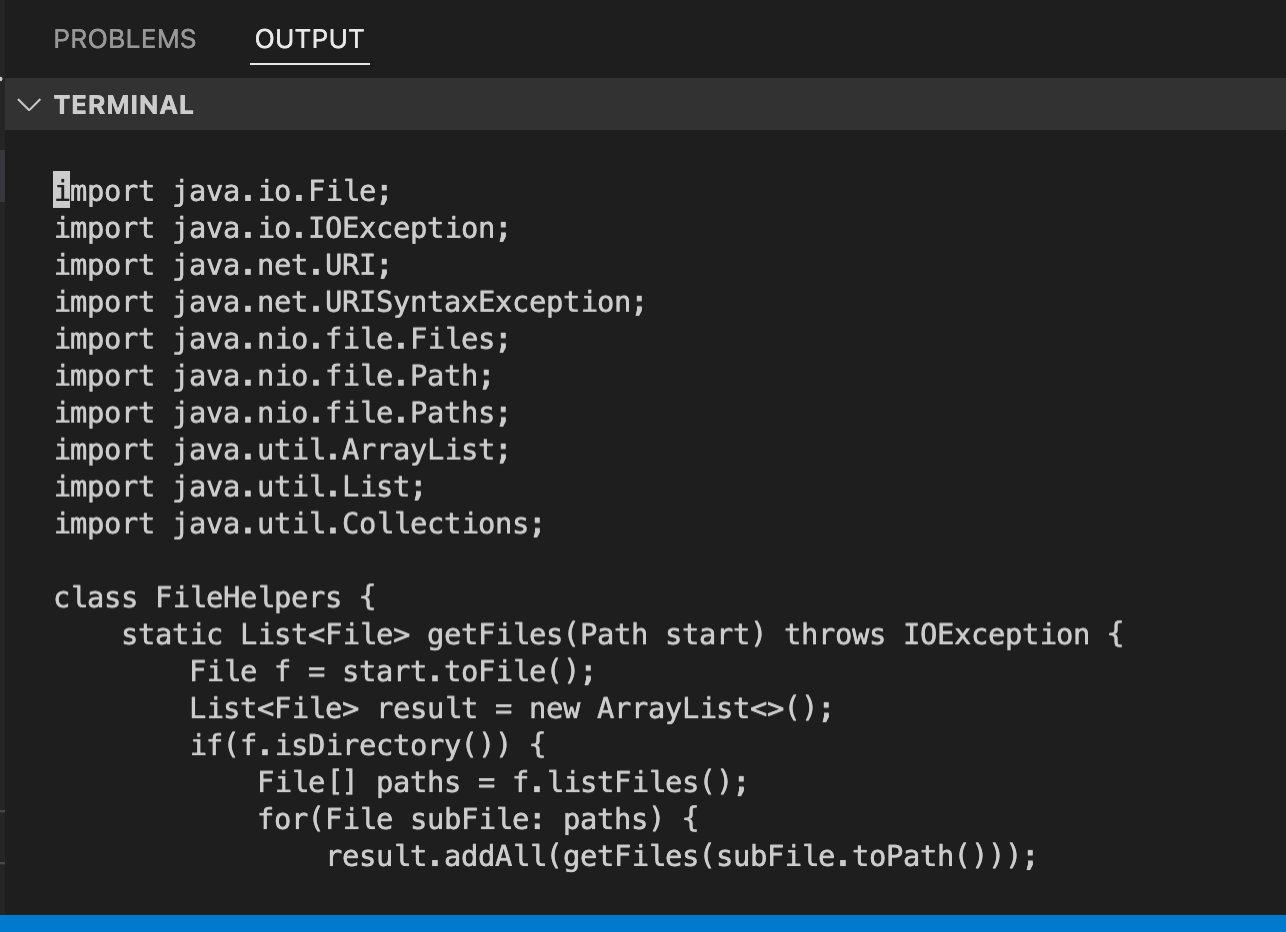 PROBLEMS OUTPUT
TERMINAL
import java.io.File;
import java.io.IOException;
import java.net.URI;
import java.net.URISyntaxException;
import java.nio.file.Files;
import java.nio.file.Path;
import java.nio.file.Paths;
import java.util.ArrayList;
import java.util.List;
import java.util.Collections;

class FileHelpers {
    static List<File> getFiles(Path start) throws IOException {
        File f = start.toFile();
        List<File> result = new ArrayList<>();
        if(f.isDirectory()) {
            File[] paths = f.listFiles();
            for(File subFile: paths) {
                result.addAll(getFiles(subFile.toPath()));